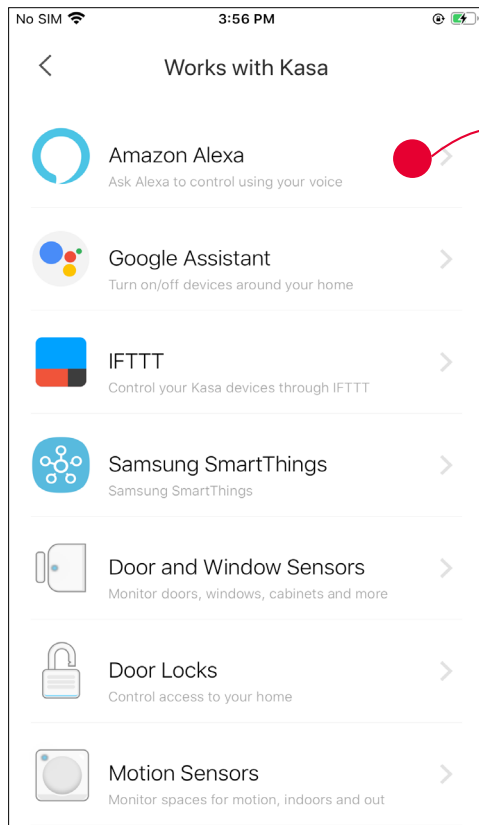 No SIM 3:56 PM
Works with Kasa
Amazon Alexa
Ask Alexa to control using your voice
Google Assistant
Turn on/off devices around your home
IFTTT
Control your Kasa devices through IFTTT
Samsung SmartThings
Samsung SmartThings
Door and Window Sensors
Monitor doors, windows, cabinets and more
Door Locks
Control access to your home
Motion Sensors
Monitor spaces for motion, indoors and out